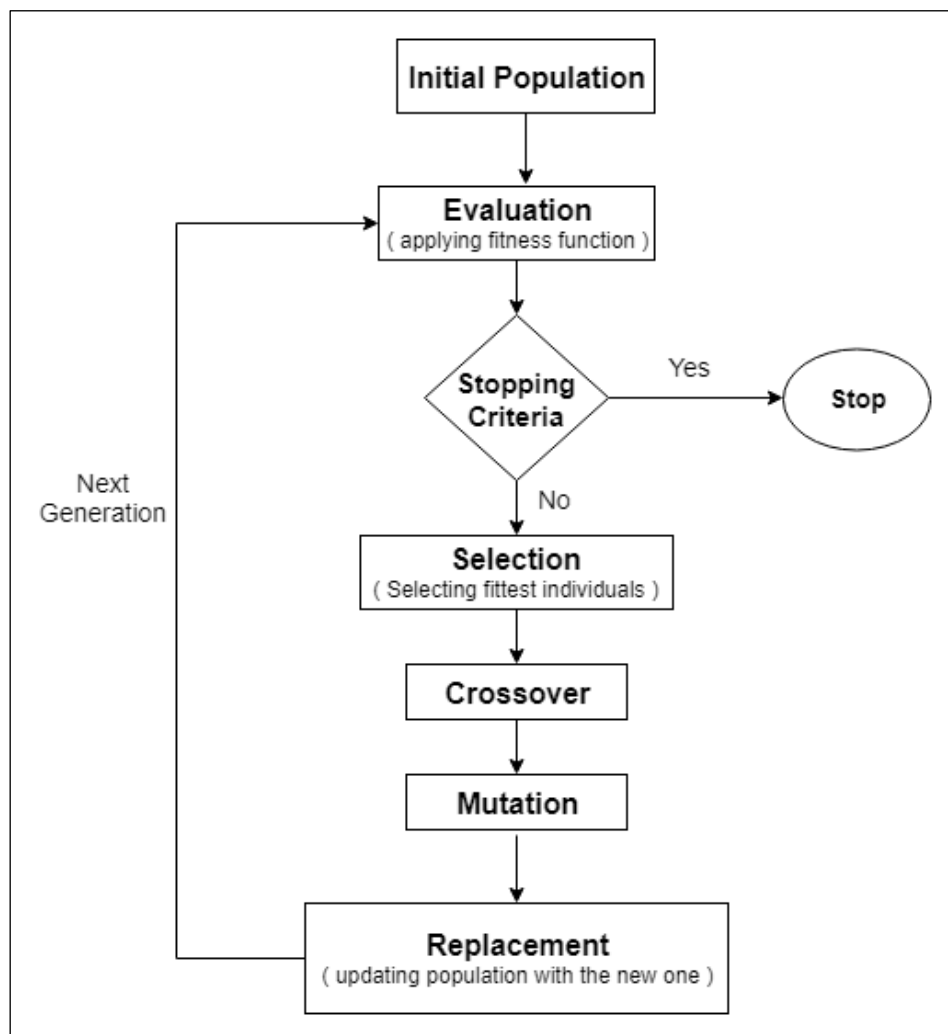 Initial Population
Evaluation
( applying fitness function )
Stopping
Criteria
Yes
Stop
Next
Generation
No
Selection
( Selecting fittest individuals )
Crossover
Mutation
Replacement
( updating population with the new one )